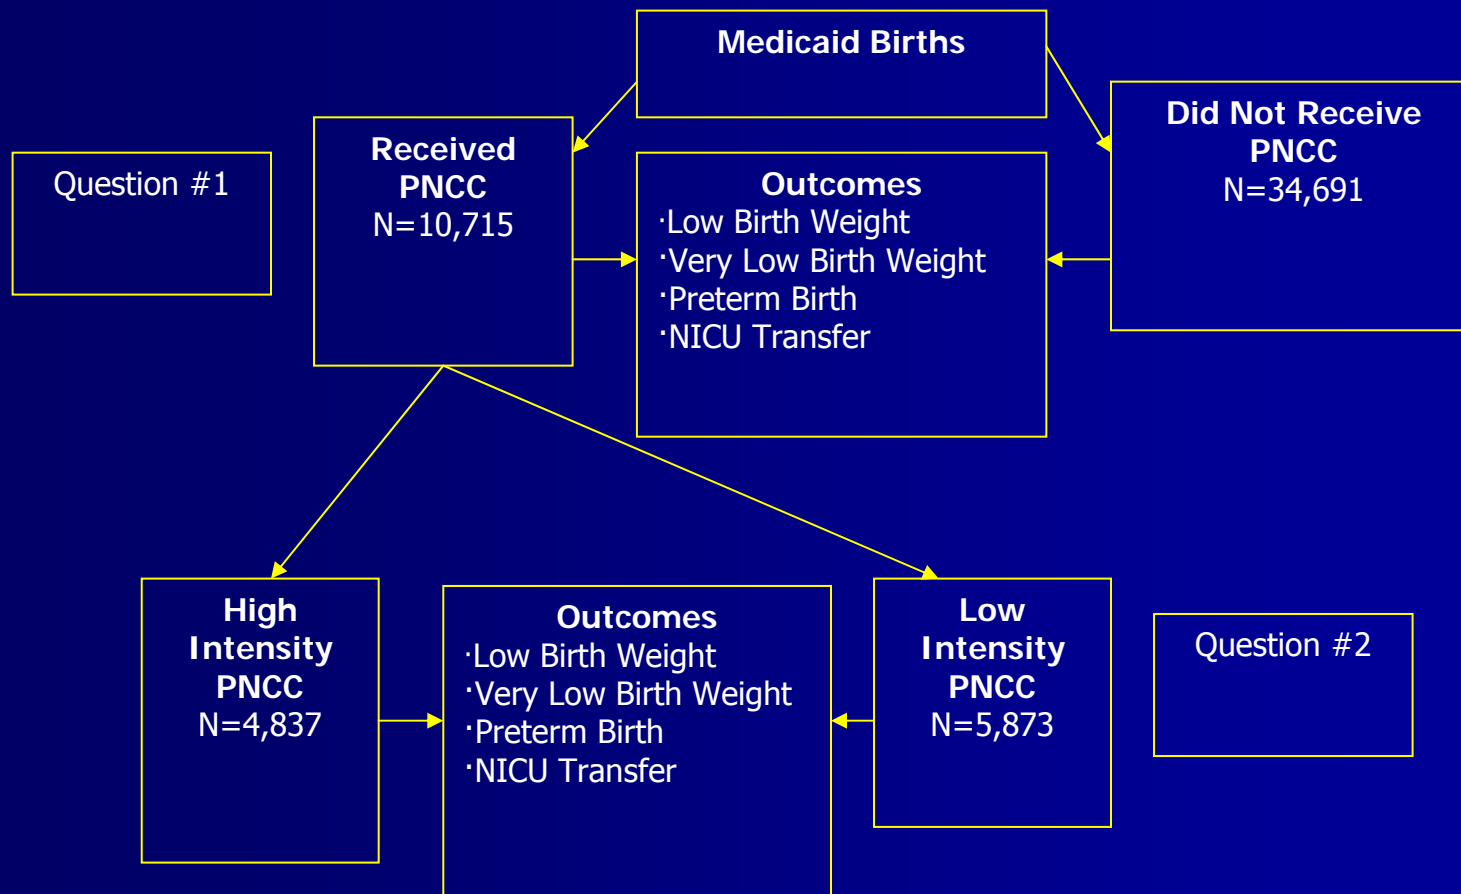 Medicaid Births
Question #1
Received
PNCC
N=10,715
Outcomes
·Low Birth Weight
·Very Low Birth Weight
·Preterm Birth
·NICU Transfer
Did Not Receive
PNCC
N=34,691
High
Intensity
PNCC
N=4,837
Outcomes
·Low Birth Weight
·Very Low Birth Weight
·Preterm Birth
·NICU Transfer
Low
Intensity
PNCC
N=5,873
Question #2